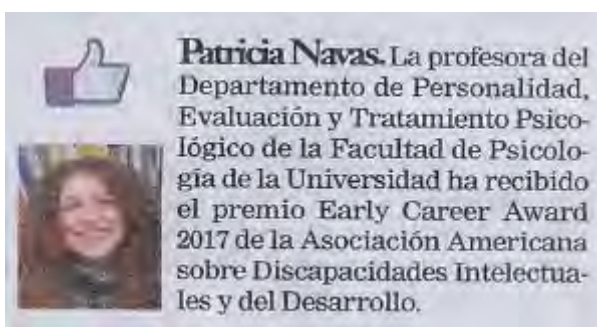 Patricia Navas. La profesora del
Departamento de Personalidad,
Evaluación y Tratamiento Psico-
lógico de la Facultad de Psicolo-
gía de la Universidad ha recibido
el premio Early Career Award
2017 de la Asociación Americana
sobre Discapacidades Intelectua-
les y del Desarrollo.